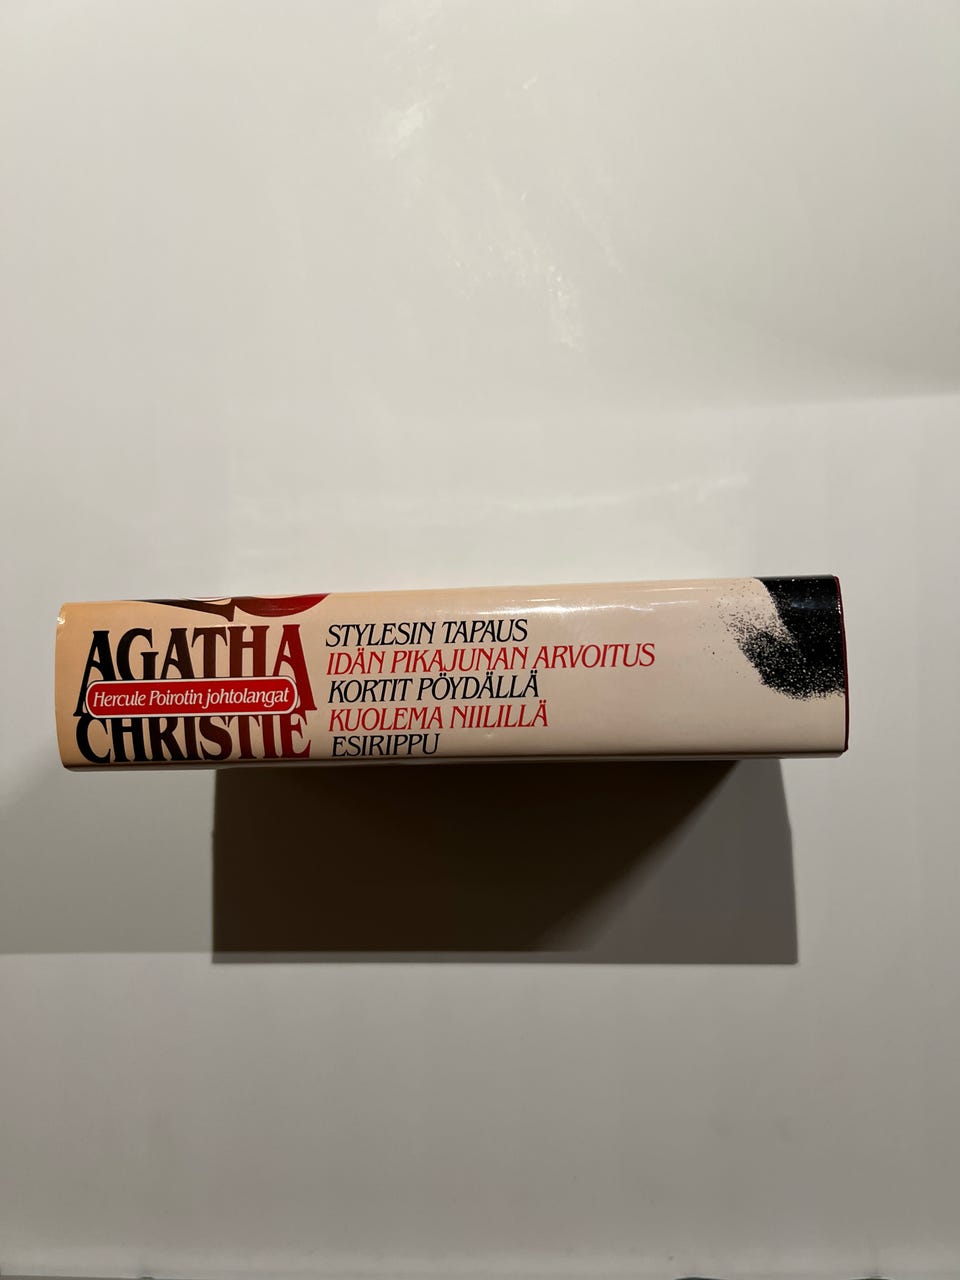 AGATHA
Hercule Poirotin johtolangat
CHRISTIE
STYLESIN TAPAUS
IDÄN PIKAJUNAN ARVOITUS
KORTIT PÖYDÄLLÄ
KUOLEMA NIILILLÄ
ESIRIPPU